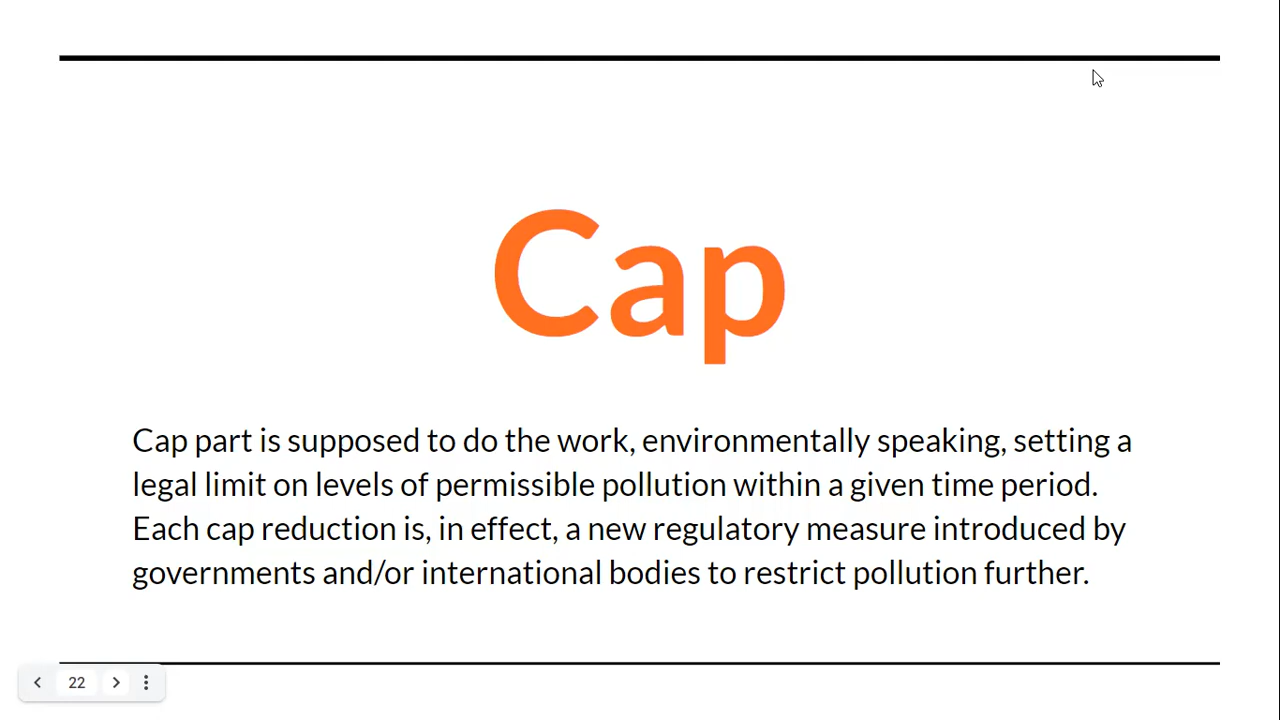 Cap
Cap part is supposed to do the work, environmentally speaking, setting a
legal limit on levels of permissible pollution within a given time period.
Each cap reduction is, in effect, a new regulatory measure introduced by
governments and/or international bodies to restrict pollution further.
22